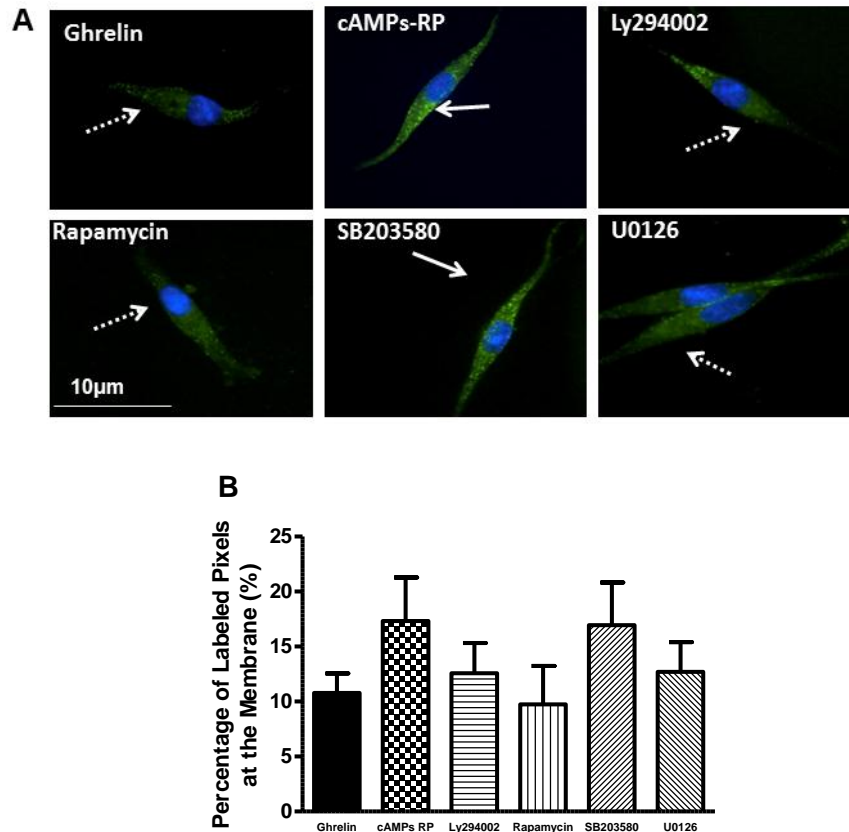 A
Ghrelin
cAMPs-RP
Ly294002
Rapamycin
SB203580
U0126
10µm
B
Percentage of Labeled Pixels
at the Membrane (%)
25
20
15
10
5
0
Ghrelin
cAMPs RP
Ly294002
Rapamycin
SB203580
U0126